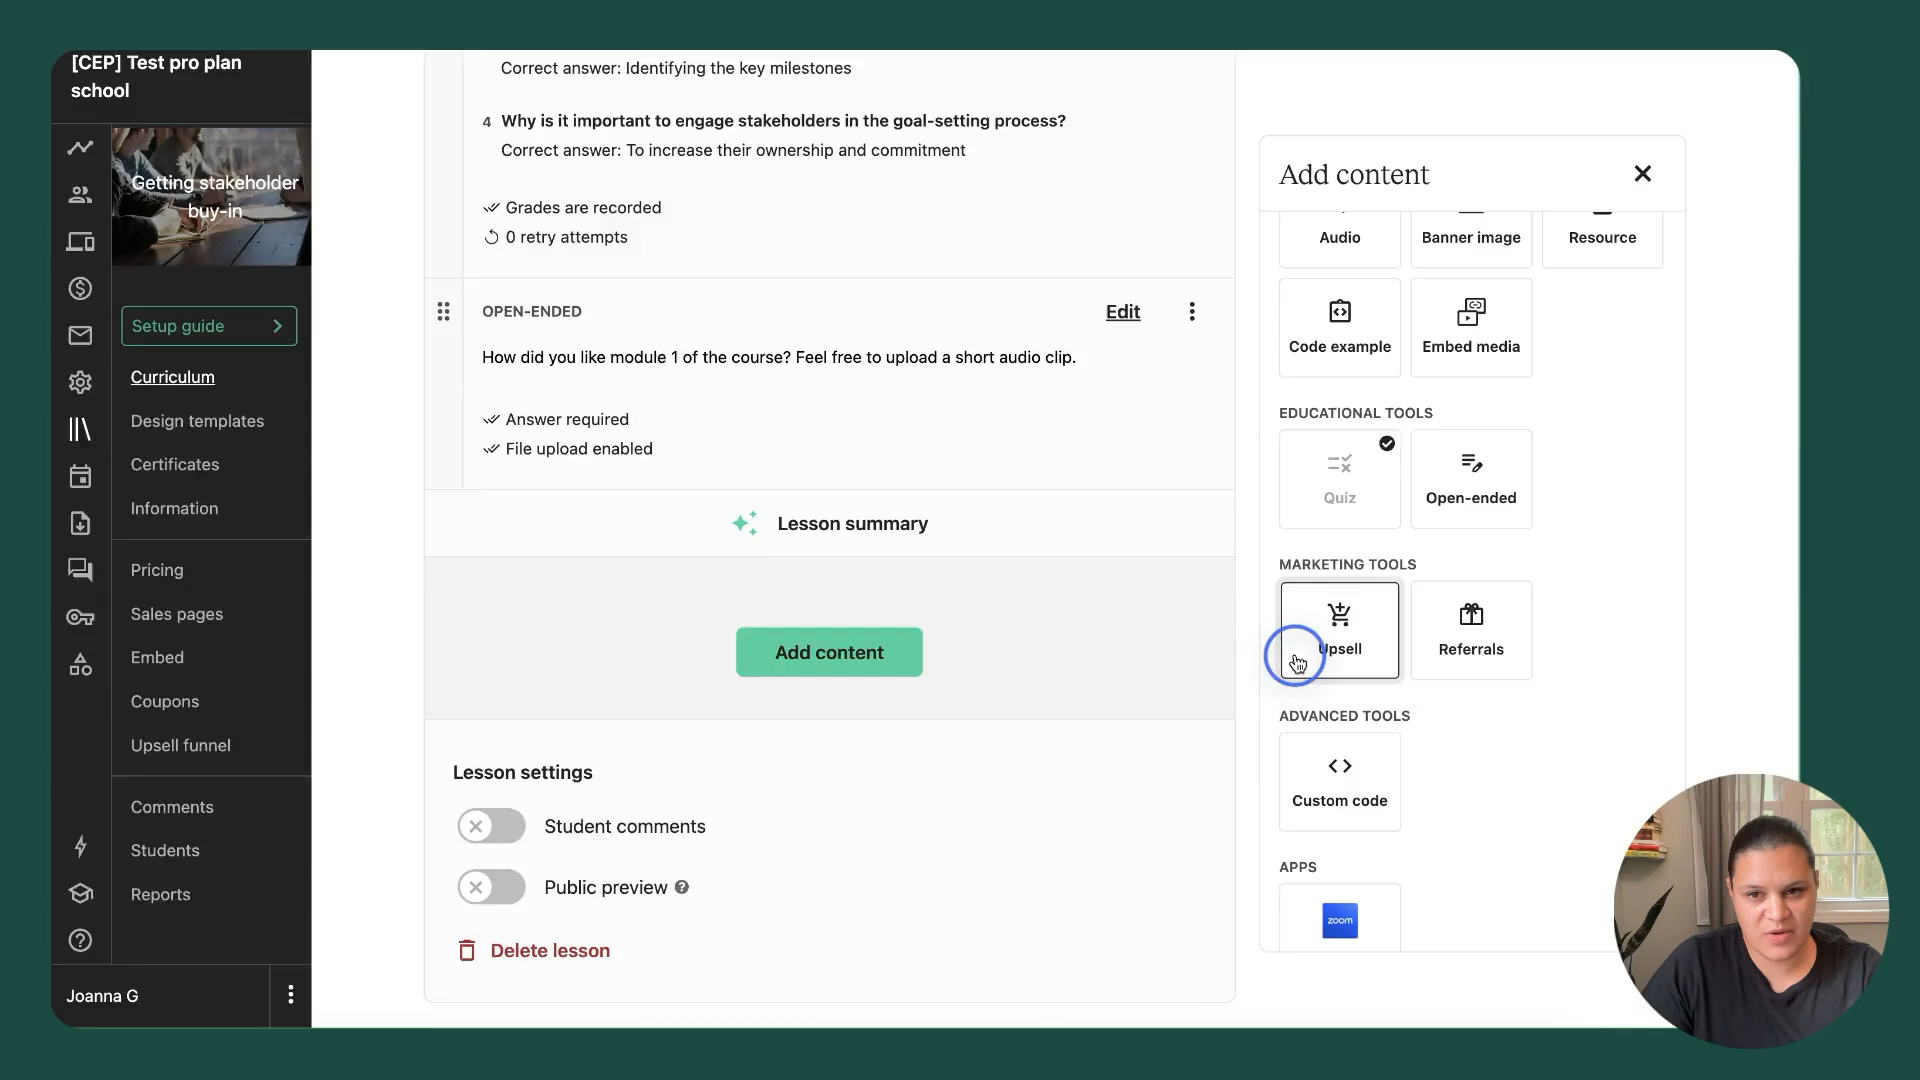 [CEP] Test pro plan
school
Getting stakeholder
buy-in
Setup guide
Curriculum
Design templates
Certificates
Information
Pricing
Sales pages
Embed
Coupons
Upsell funnel
Comments
Students
Reports
Joanna G
Correct answer: Identifying the key milestones
4 Why is it important to engage stakeholders in the goal-setting process?
Correct answer: To increase their ownership and commitment
Grades are recorded
0 retry attempts
OPEN-ENDED
Edit
How did you like module 1 of the course? Feel free to upload a short audio clip.
Answer required
File upload enabled
Lesson summary
Add content
Lesson settings
Student comments
Public preview
Delete lesson
Add content
Audio
Banner image
Resource
Code example
Embed media
EDUCATIONAL TOOLS
Quiz
Open-ended
MARKETING TOOLS
Upsell
Referrals
ADVANCED TOOLS
Custom code
APPS
zoom